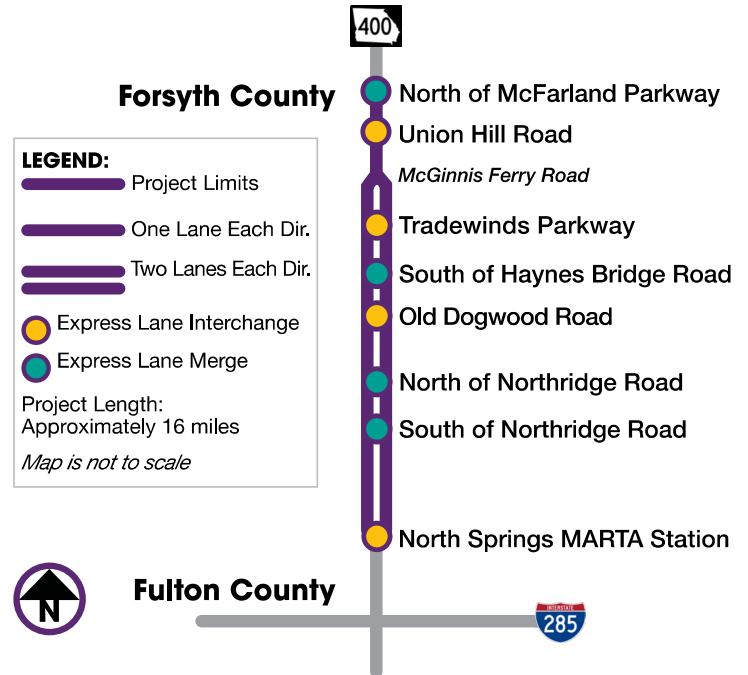 400
Forsyth County
North of McFarland Parkway
Union Hill Road
McGinnis Ferry Road
Tradewinds Parkway
South of Haynes Bridge Road
Old Dogwood Road
North of Northridge Road
South of Northridge Road
North Springs MARTA Station
LEGEND:
Project Limits
One Lane Each Dir.
Two Lanes Each Dir.
Express Lane Interchange
Express Lane Merge
Project Length:
Approximately 16 miles
Map is not to scale
N
Fulton County
INTERSTATE
285